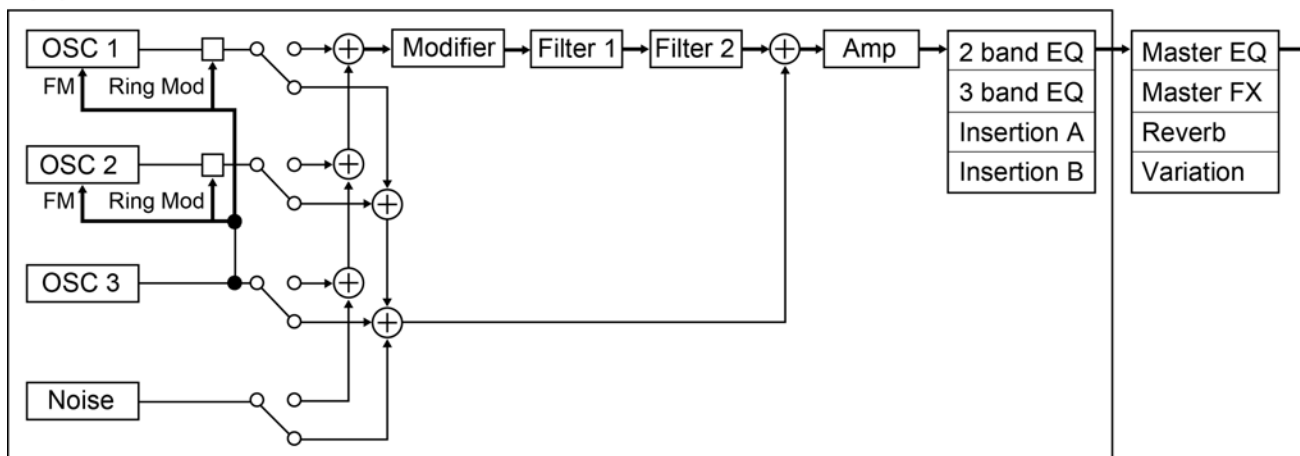 OSC 1
FM
Ring Mod
OSC 2
FM
Ring Mod
OSC 3
Noise
Modifier
Filter 1
Filter 2
Amp
2 band EQ
3 band EQ
Insertion A
Insertion B
Master EQ
Master FX
Reverb
Variation